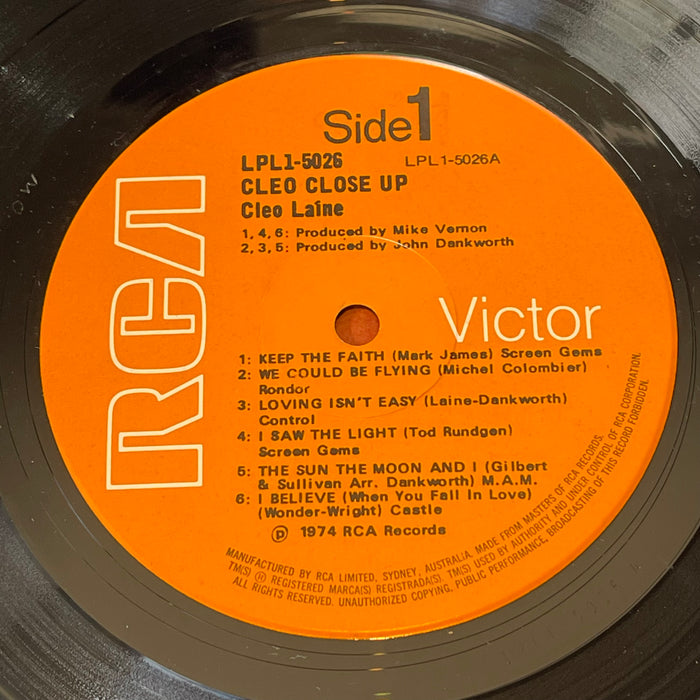 Side 1
LPL1-5026 LPL1-5026A
CLEO CLOSE UP
Cleo Laine
1, 4, 6: Produced by Mike Vernon
2, 3, 5: Produced by John Dankworth
RCA
Victor
1: KEEP THE FAITH (Mark James) Screen Gems
2: WE COULD BE FLYING (Michel Colombier)
Rondor
3: LOVING ISN'T EASY (Laine-Dankworth)
Control
4: I SAW THE LIGHT (Tod Rundgen)
Screen Gems
5: THE SUN THE MOON AND I (Gilbert
& Sullivan Arr. Dankworth) M.A.M.
6: I BELIEVE (When You Fall In Love)
(Wonder-Wright) Castle
℗ 1974 RCA Records
MANUFACTURED BY RCA LIMITED, SYDNEY, AUSTRALIA. MADE FROM MASTERS OF RCA RECORDS.
TM(S) ® REGISTERED MARCA(S) REGISTRADA(S). TM(S) USED BY AUTHORITY AND UNDER CONTROL OF RCA CORPORATION.
ALL RIGHTS RESERVED. UNAUTHORIZED COPYING, PUBLIC PERFORMANCE, BROADCASTING OF THIS RECORD FORBIDDEN.